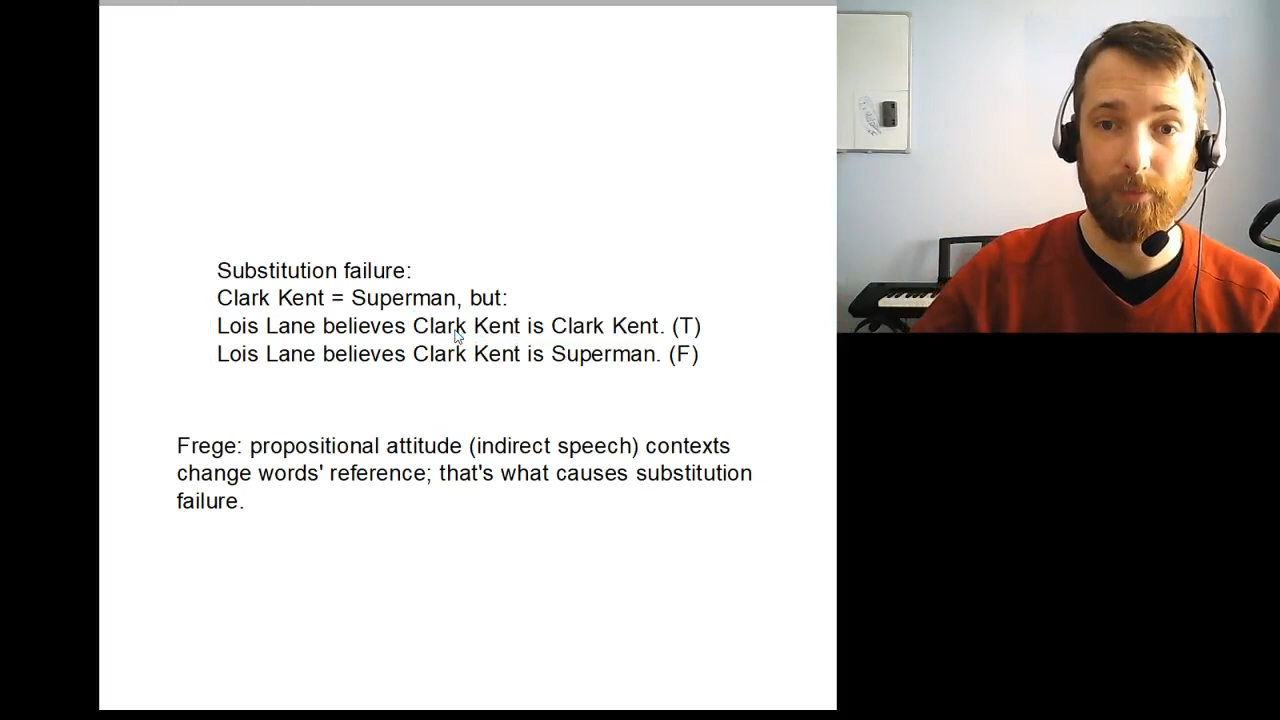 Substitution failure:
Clark Kent = Superman, but:
Lois Lane believes Clark Kent is Clark Kent. (T)
Lois Lane believes Clark Kent is Superman. (F)
Frege: propositional attitude (indirect speech) contexts
change words' reference; that's what causes substitution
failure.